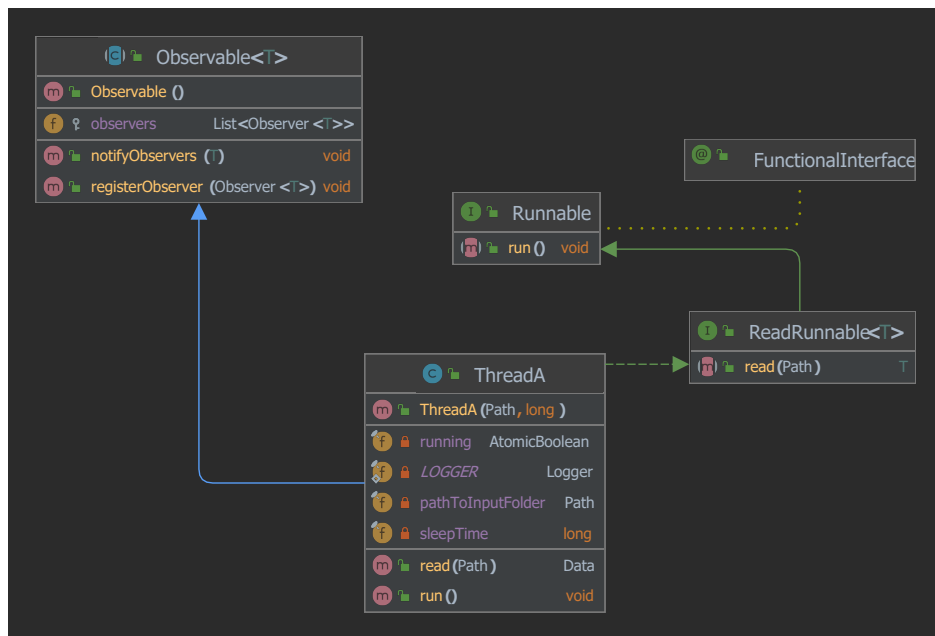 Observable<T>
Observable ()
observers List<Observer <T>>
notifyObservers (T) void
registerObserver (Observer <T>) void
@ FunctionalInterface
I Runnable
m run () void
I ReadRunnable<T>
m read (Path) T
C ThreadA
m ThreadA (Path, long )
f running AtomicBoolean
f LOGGER Logger
f pathToInputFolder Path
f sleepTime long
m read (Path) Data
m run () void